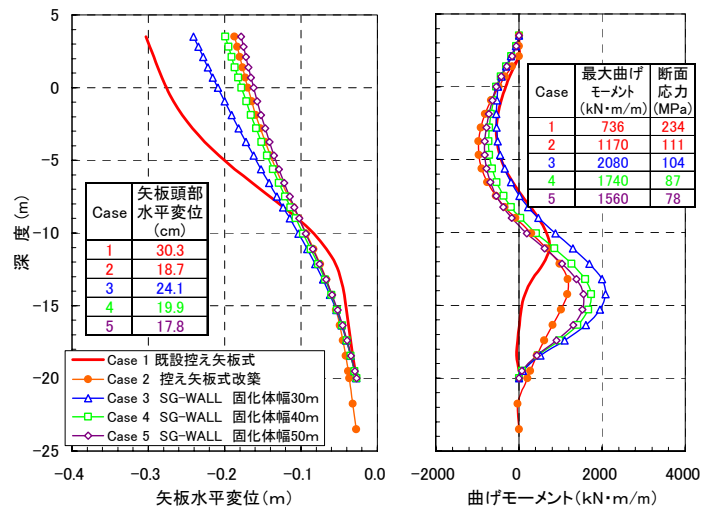 5
0
-5
-10
-15
-20
-25
深 度(m)
-0.4
-0.3
-0.2
-0.1
0.0
矢板水平変位(m)
Case 矢板頭部水平変位(cm)
1 30.3
2 18.7
3 24.1
4 19.9
5 17.8
Case 1 既設控え矢板式
Case 2 控え矢板式改築
Case 3 SG-WALL 固化体幅30m
Case 4 SG-WALL 固化体幅40m
Case 5 SG-WALL 固化体幅50m
Case 最大曲げモーメント(kN・m/m) 断面応力(MPa)
1 736 234
2 1170 111
3 2080 104
4 1740 87
5 1560 78
-2000
0
2000
4000
曲げモーメント(kN・m/m)